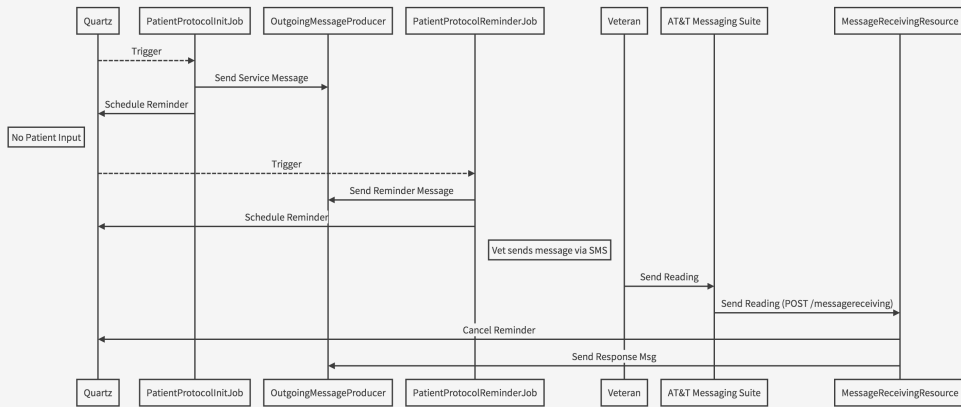 Quartz
PatientProtocolInitJob
OutgoingMessageProducer
PatientProtocolReminderJob
Veteran
AT&T Messaging Suite
MessageReceivingResource
Trigger
Send Service Message
Schedule Reminder
No Patient Input
Trigger
Send Reminder Message
Schedule Reminder
Vet sends message via SMS
Send Reading
Send Reading (POST /messagereceiving)
Cancel Reminder
Send Response Msg
Quartz
PatientProtocolInitJob
OutgoingMessageProducer
PatientProtocolReminderJob
Veteran
AT&T Messaging Suite
MessageReceivingResource